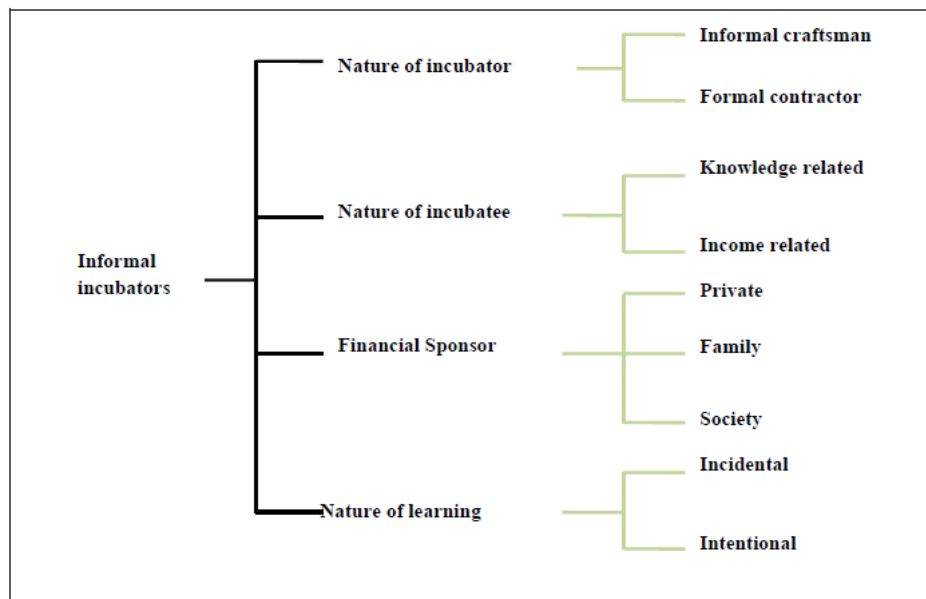 Informal craftsman
Nature of incubator
Formal contractor
Knowledge related
Nature of incubatee
Income related
Informal
incubators
Private
Financial Sponsor
Family
Society
Incidental
Nature of learning
Intentional